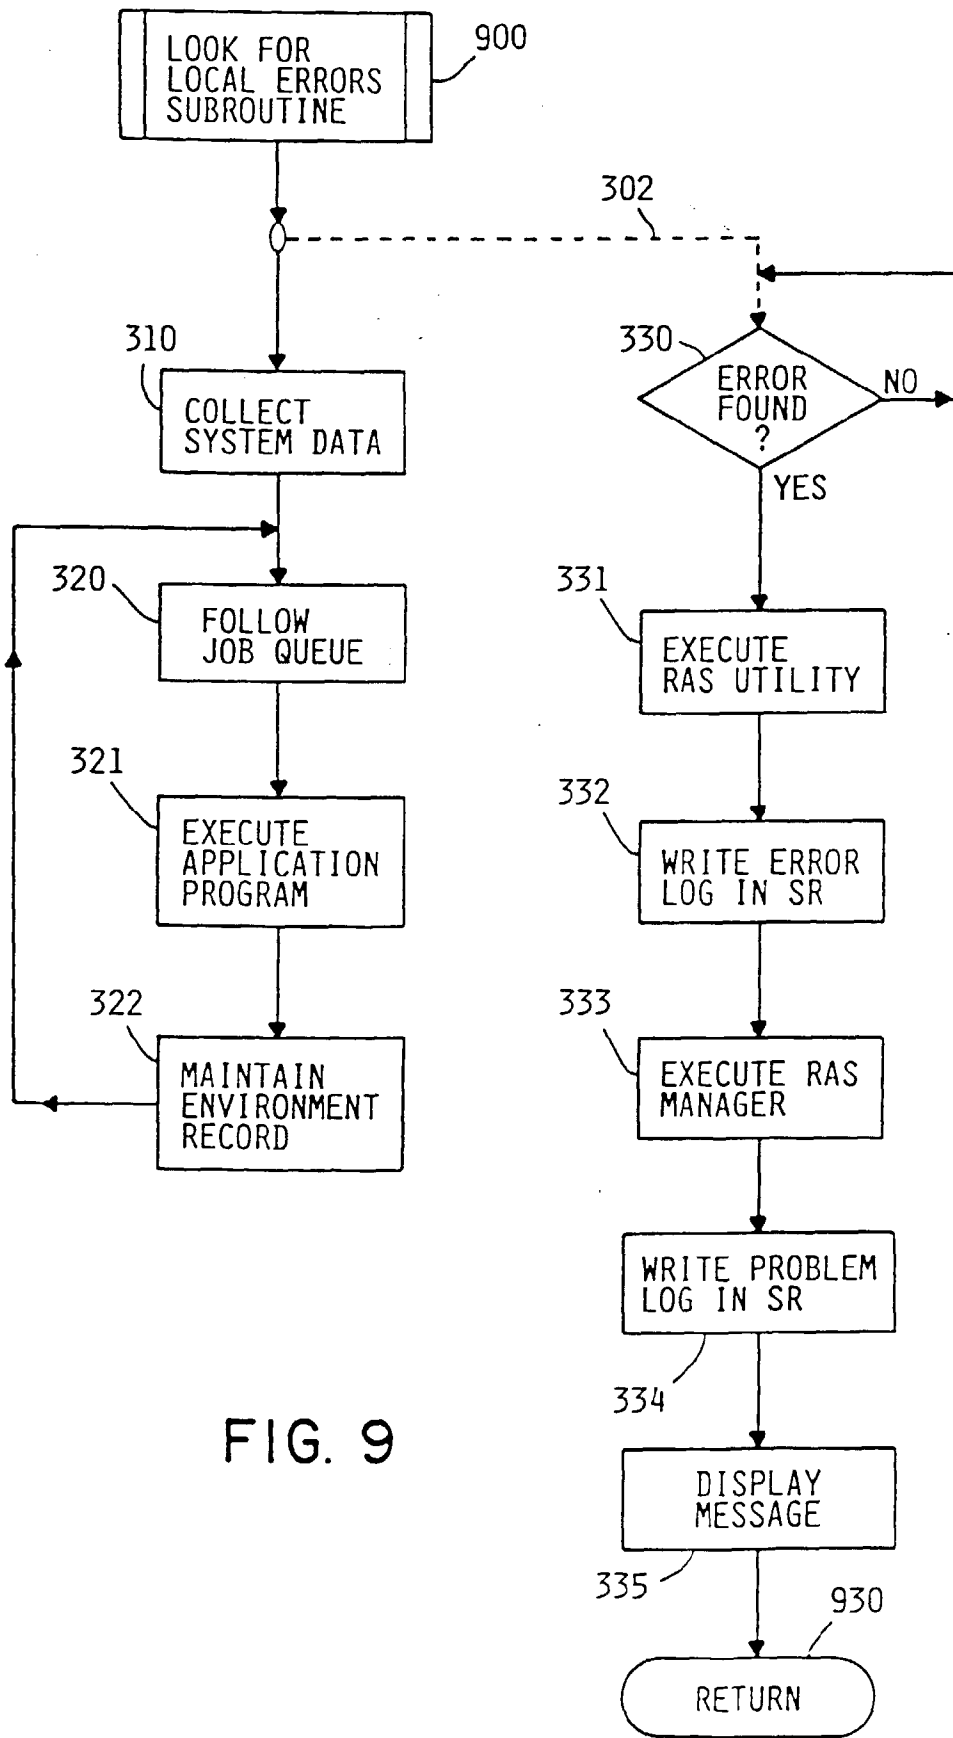 LOOK FOR
LOCAL ERRORS
SUBROUTINE
900
302
310
COLLECT
SYSTEM DATA
320
FOLLOW
JOB QUEUE
321
EXECUTE
APPLICATION
PROGRAM
322
MAINTAIN
ENVIRONMENT
RECORD
330
ERROR
FOUND
?
NO
YES
331
EXECUTE
RAS UTILITY
332
WRITE ERROR
LOG IN SR
333
EXECUTE RAS
MANAGER
WRITE PROBLEM
LOG IN SR
334
DISPLAY
MESSAGE
335
930
RETURN
FIG. 9